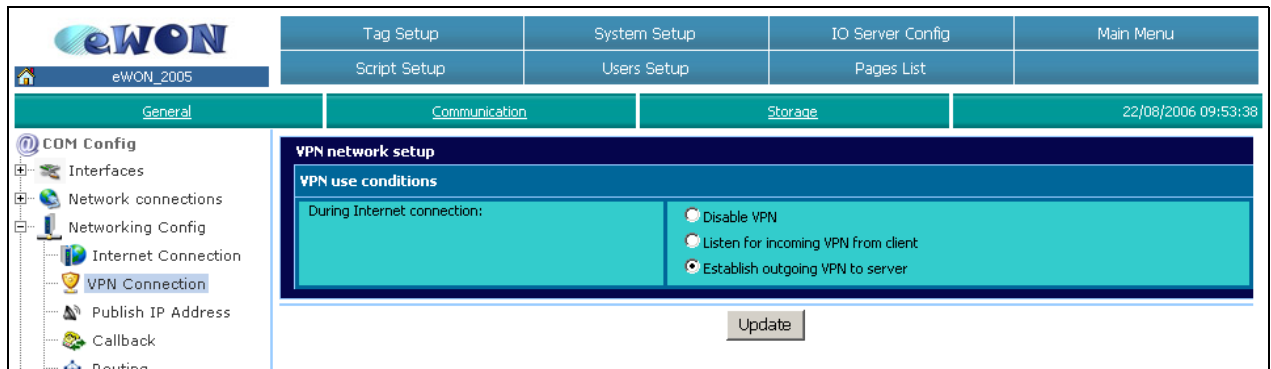 eWON
Tag Setup System Setup IO Server Config Main Menu
eWON_2005 Script Setup Users Setup Pages List
General Communication Storage 22/08/2006 09:53:38
COM Config
Interfaces
Network connections
Networking Config
Internet Connection
VPN Connection
Publish IP Address
Callback
Routing
VPN network setup
VPN use conditions
During Internet connection:
Disable VPN
Listen for incoming VPN from client
Establish outgoing VPN to server
Update